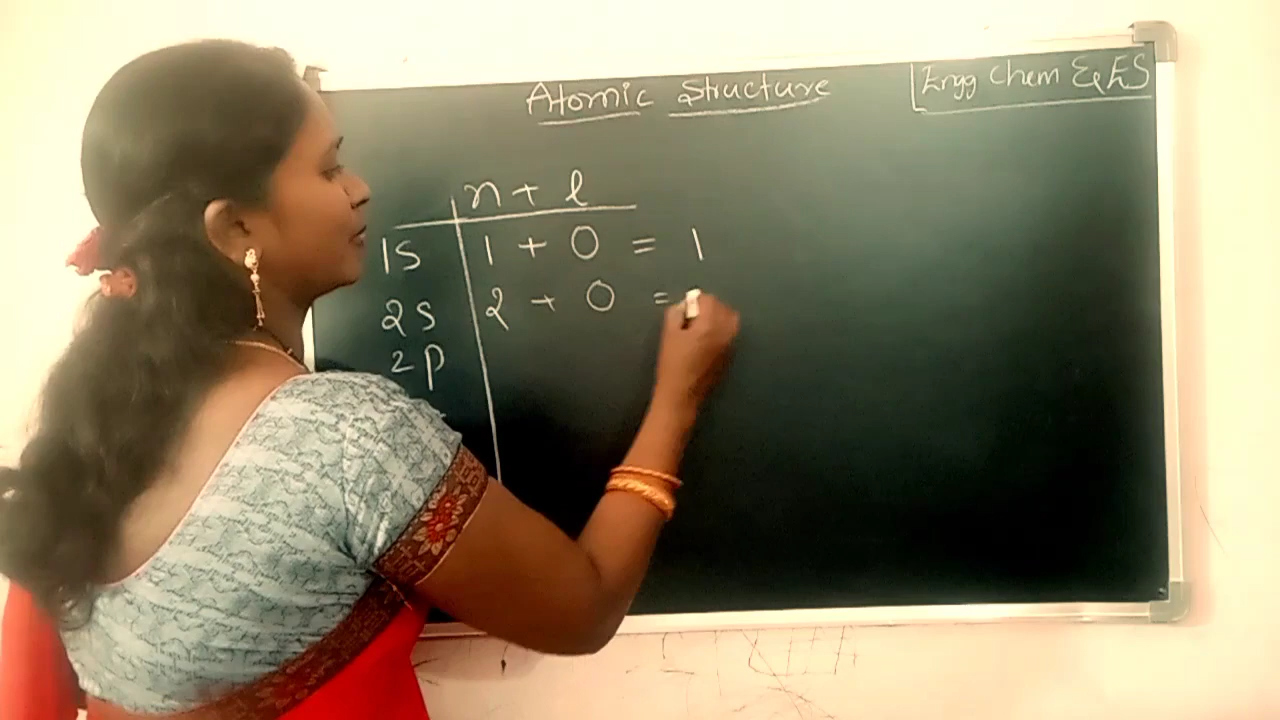 Atomic Structure
Engg Chem & ES
n + l
1s 1 + 0 = 1
2s 2 + 0 =
2p